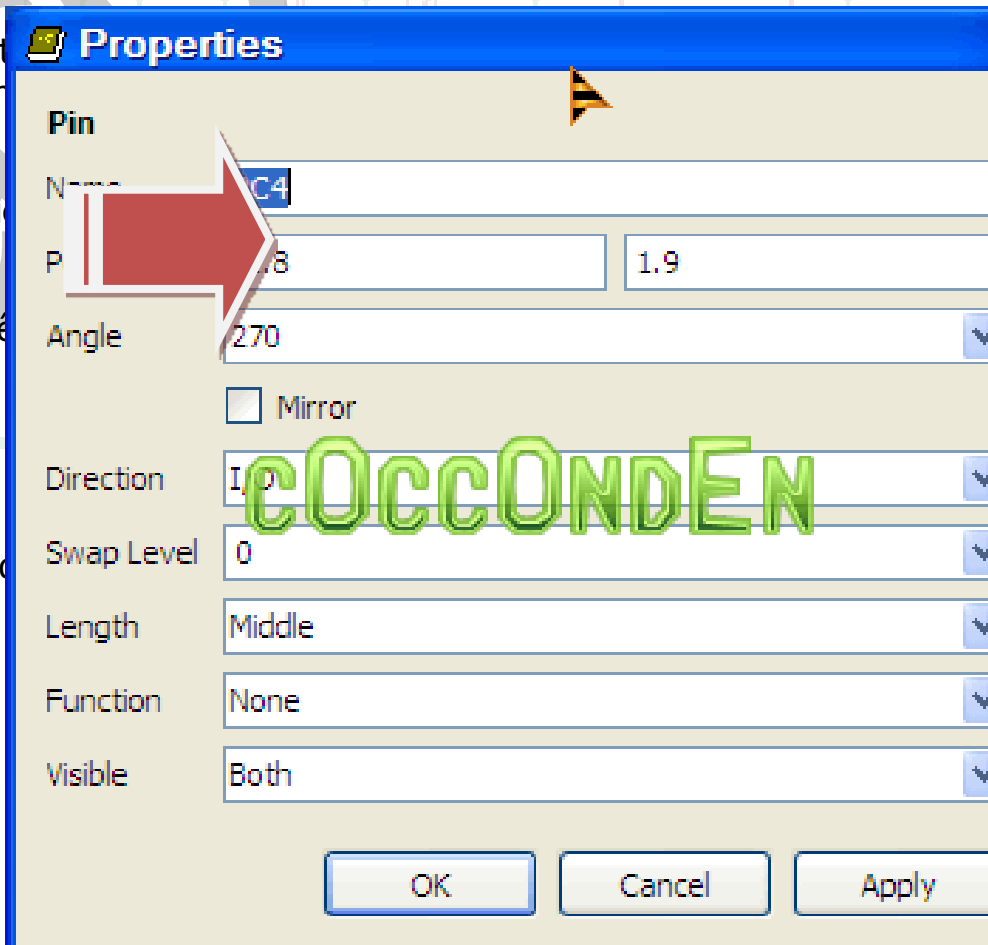 Properties
Pin
C4
1.9
Angle 270
Mirror
Direction
cOccOnDEn
Swap Level 0
Length Middle
Function None
Visible Both
OK Cancel Apply